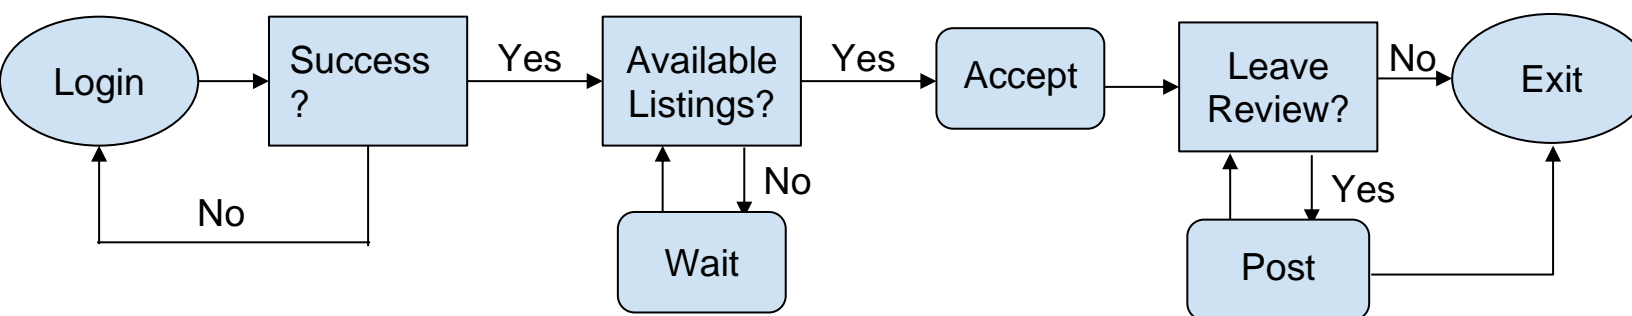 Login
Success
?
Yes
Available
Listings?
Yes
Accept
Leave
Review?
No
Exit
No
No
Wait
Yes
Post